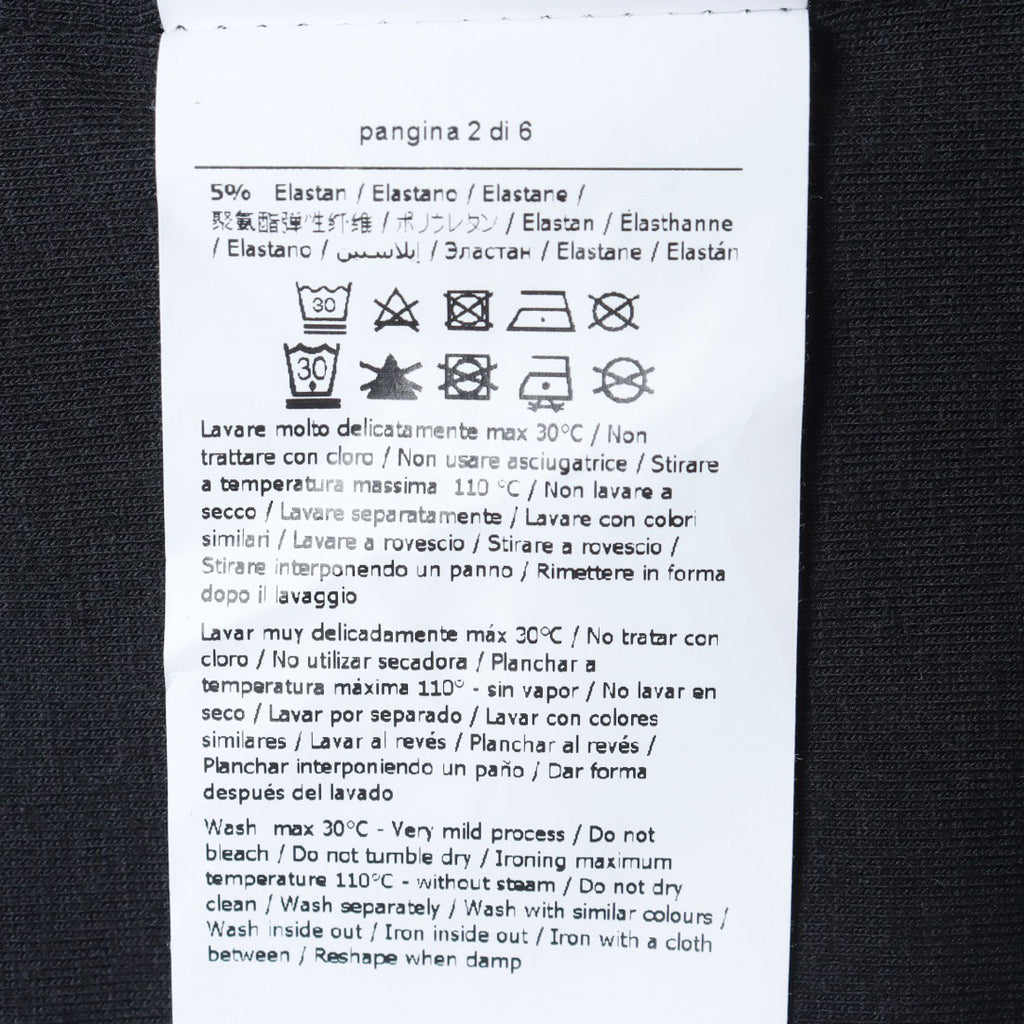 pangina 2 di 6
5% Elastan / Elastano / Elastane /
聚氨酯弹性纤维 / ポリウレタン / Elastan / Élasthanne
/ Elastano / إيلاستين / Эластан / Elastane / Elastán
30
30
Lavare molto delicatamente max 30°C / Non
trattare con cloro / Non usare asciugatrice / Stirare
a temperatura massima 110 °C / Non lavare a
secco / Lavare separatamente / Lavare con colori
similari / Lavare a rovescio / Stirare a rovescio /
Stirare interponendo un panno / Rimettere in forma
dopo il lavaggio
Lavar muy delicadamente máx 30°C / No tratar con
cloro / No utilizar secadora / Planchar a
temperatura máxima 110° - sin vapor / No lavar en
seco / Lavar por separado / Lavar con colores
similares / Lavar al revés / Planchar al revés /
Planchar interponiendo un paño / Dar forma
después del lavado
Wash max 30°C - Very mild process / Do not
bleach / Do not tumble dry / Ironing maximum
temperature 110°C - without steam / Do not dry
clean / Wash separately / Wash with similar colours /
Wash inside out / Iron inside out / Iron with a cloth
between / Reshape when damp